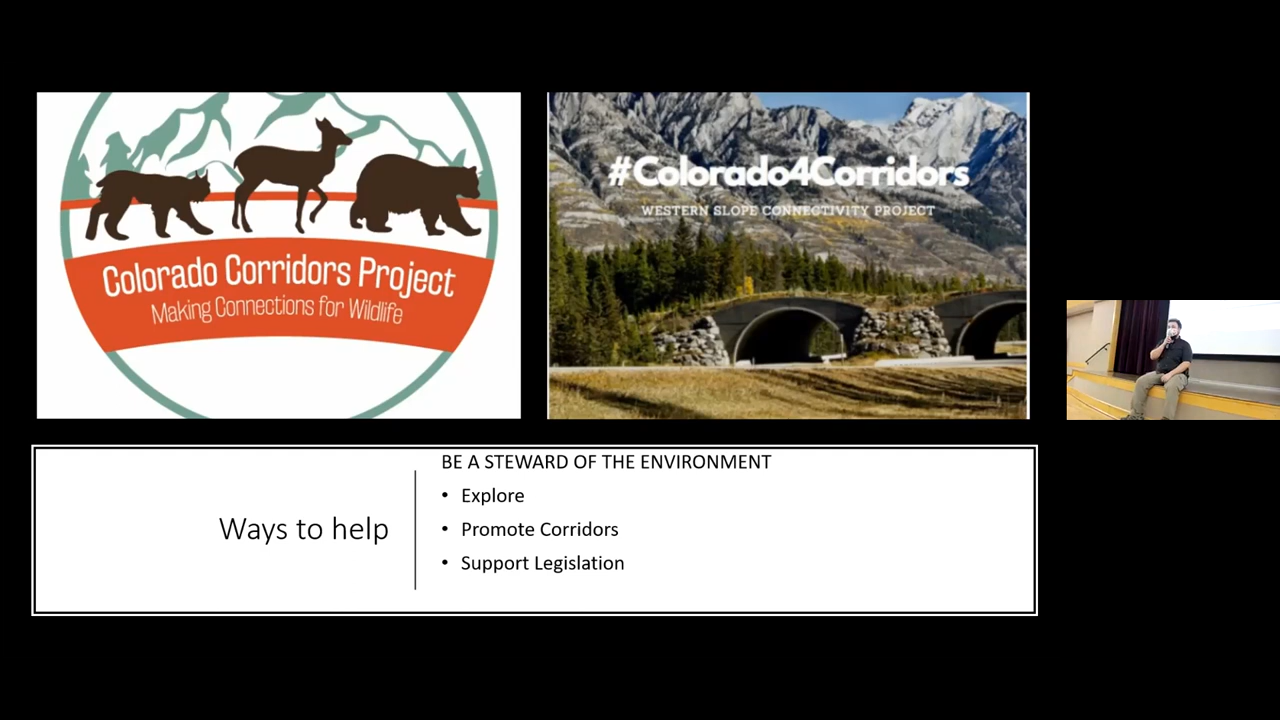 Colorado Corridors Project
Making Connections for Wildlife
#Colorado4Corridors
WESTERN SLOPE CONNECTIVITY PROJECT
Ways to help
BE A STEWARD OF THE ENVIRONMENT
• Explore
• Promote Corridors
• Support Legislation